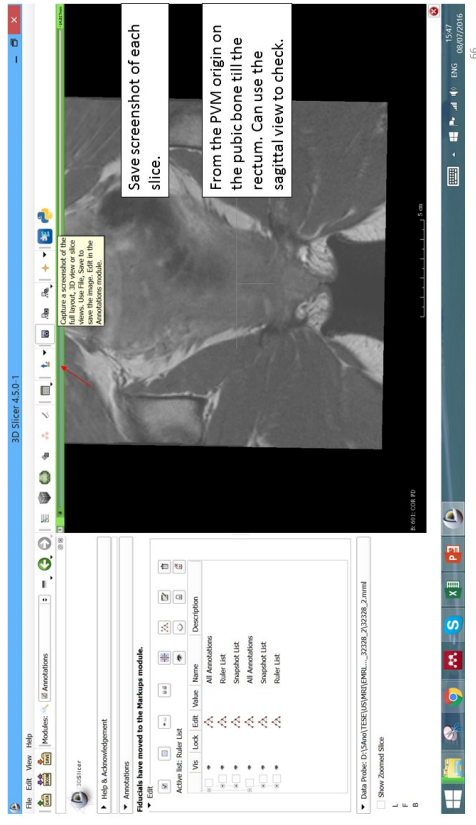 3D Slicer 4.5.0-1
File Edit View Help
Modules:
Annotations
3DSlicer
Help & Acknowledgement
Annotations
Fiducials have moved to the Markups module.
Edit
Active list: Ruler List
Vis Lock Edit Value Name Description
All Annotations
Ruler List
Snapshot List
All Annotations
Snapshot List
Ruler List
Data Probe: D:\SAno\TESE\US\MRI\EMRL..._32328_2\32328_2.mrml
Show Zoomed Slice
L
F
B
Capture a screenshot of the
full layout, 3D view or slice
views. Use File, Save to
save the image. Edit in the
Annotations module.
Save screenshot of each
slice.
From the PVM origin on
the pubic bone till the
rectum. Can use the
sagittal view to check.
B: 601: COR PD
5 cm
ENG
15:47
08/07/2016
66